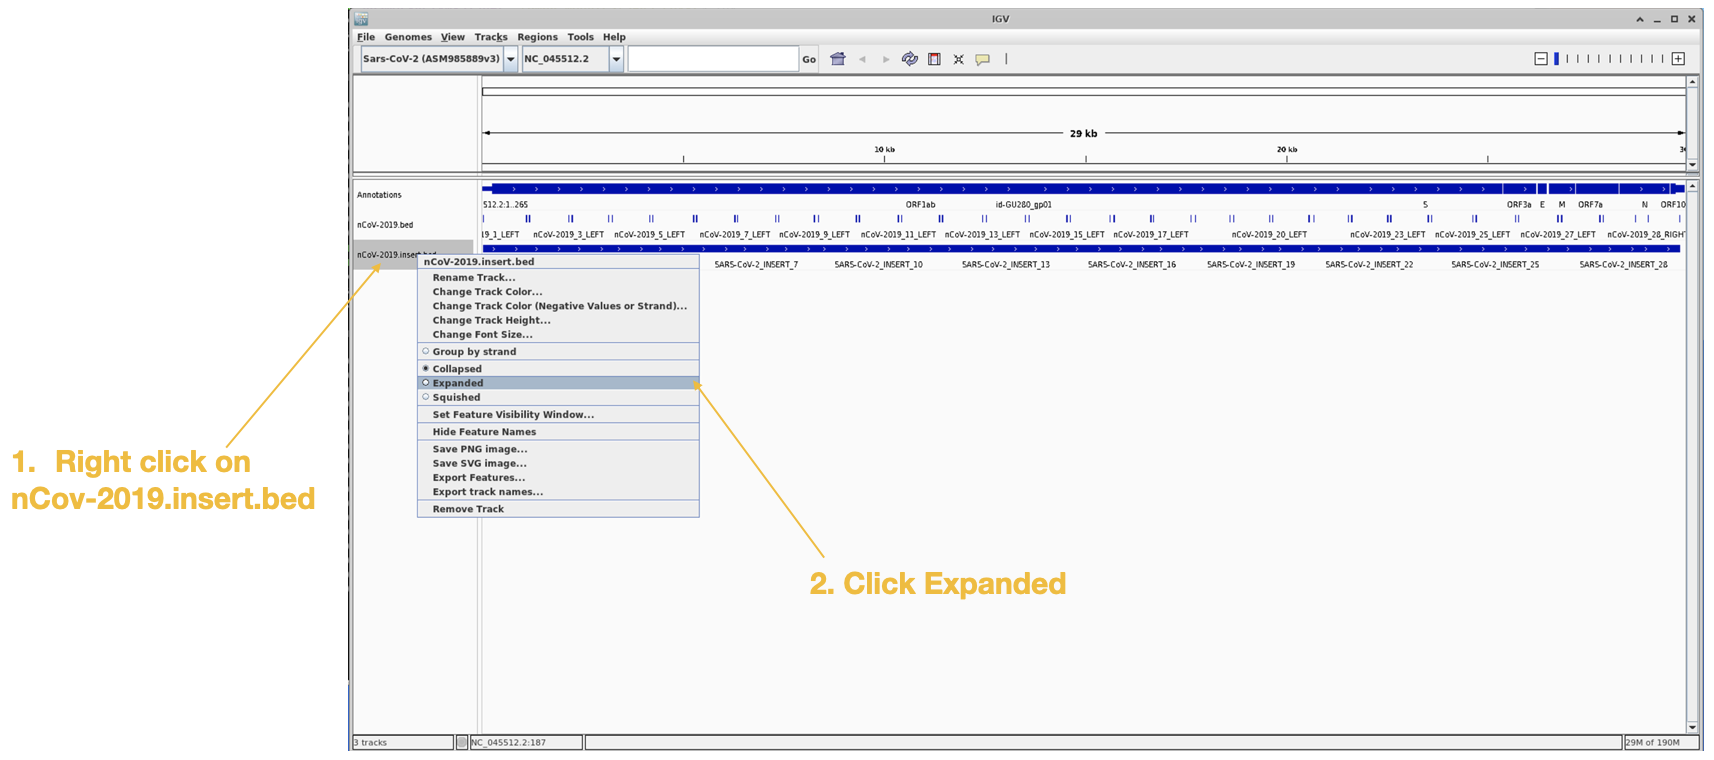 IGV
File Genomes View Tracks Regions Tools Help
Sars-CoV-2 (ASM985889v3) NC_045512.2 Go
29 kb
10 kb 20 kb
Annotations
512.2:1..265 ORF1ab id-GU280_gp01 S ORF3a E M ORF7a N ORF10
nCoV-2019.bed
19_1_LEFT nCoV-2019_3_LEFT nCoV-2019_5_LEFT nCoV-2019_7_LEFT nCoV-2019_9_LEFT nCoV-2019_11_LEFT nCoV-2019_13_LEFT nCoV-2019_15_LEFT nCoV-2019_17_LEFT nCoV-2019_20_LEFT nCoV-2019_23_LEFT nCoV-2019_25_LEFT nCoV-2019_27_LEFT nCoV-2019_28_RIGH
nCoV-2019.insert.bed
SARS-CoV-2_INSERT_7 SARS-CoV-2_INSERT_10 SARS-CoV-2_INSERT_13 SARS-CoV-2_INSERT_16 SARS-CoV-2_INSERT_19 SARS-CoV-2_INSERT_22 SARS-CoV-2_INSERT_25 SARS-CoV-2_INSERT_28
nCoV-2019.insert.bed
Rename Track...
Change Track Color...
Change Track Color (Negative Values or Strand)...
Change Track Height...
Change Font Size...
Group by strand
Collapsed
Expanded
Squished
Set Feature Visibility Window...
Hide Feature Names
Save PNG image...
Save SVG image...
Export Features...
Export track names...
Remove Track
1. Right click on
nCov-2019.insert.bed
2. Click Expanded
3 tracks NC_045512.2:187 29M of 190M